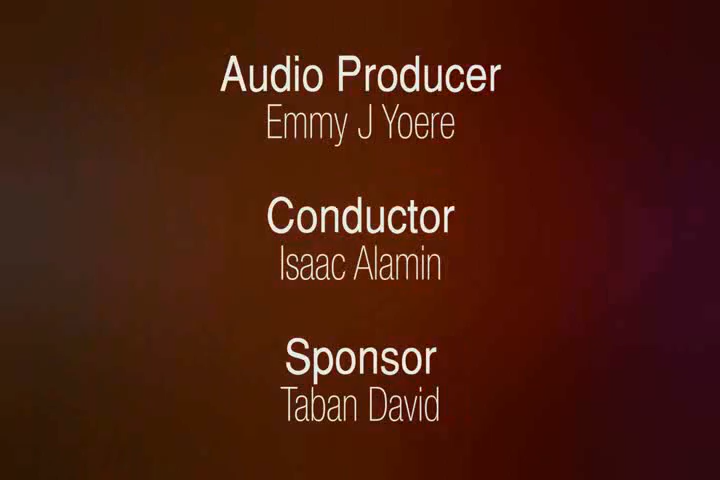 Audio Producer
Emmy J Yoere
Conductor
Isaac Alamin
Sponsor
Taban David